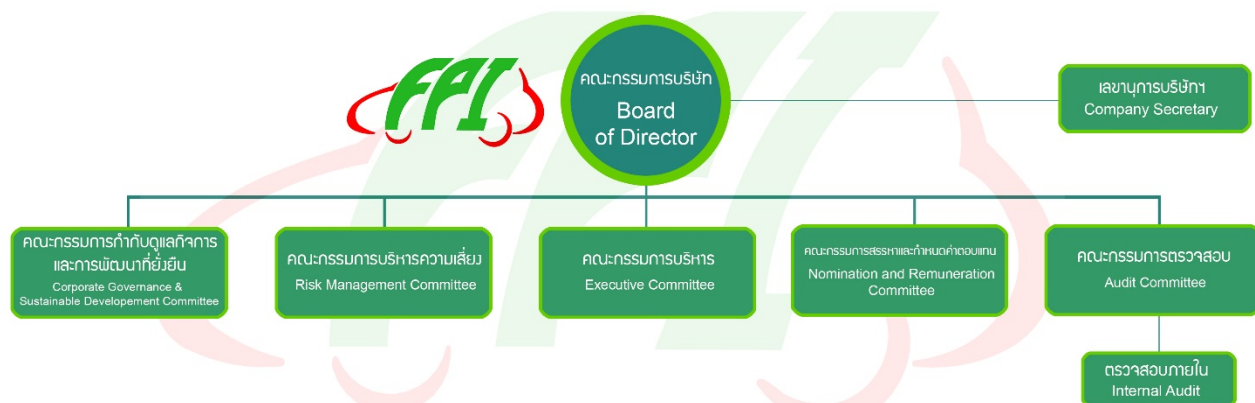 FPI
คณะกรรมการบริษัท
Board
of Director
เลขานุการบริษัทฯ
Company Secretary
คณะกรรมการกำกับดูแลกิจการ
และการพัฒนาที่ยั่งยืน
Corporate Governance &
Sustainable Developement Committee
คณะกรรมการบริหารความเสี่ยง
Risk Management Committee
คณะกรรมการบริหาร
Executive Committee
คณะกรรมการสรรหาและกำหนดค่าตอบแทน
Nomination and Remuneration
Committee
คณะกรรมการตรวจสอบ
Audit Committee
ตรวจสอบภายใน
Internal Audit